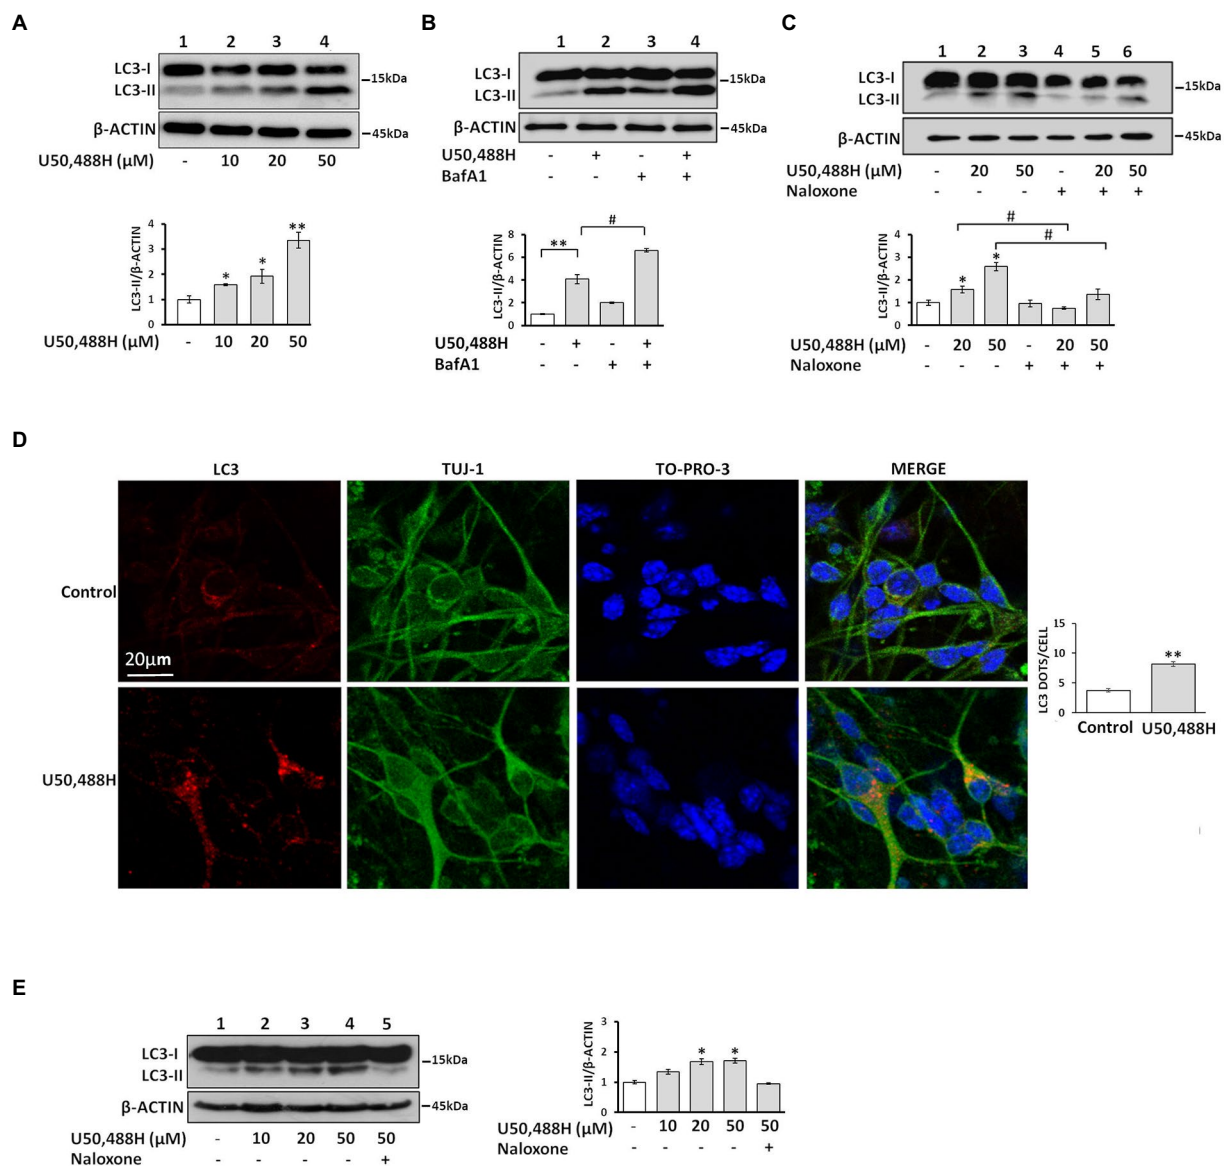 A
1 2 3 4
LC3-I
LC3-II
15kDa
β-ACTIN
45kDa
U50,488H (µM) - 10 20 50
LC3-II/β-ACTIN
4
3
2
1
0
* * **
U50,488H (µM) - 10 20 50
B
1 2 3 4
LC3-I
LC3-II
15kDa
β-ACTIN
45kDa
U50,488H - + - +
BafA1 - - + +
LC3-II/β-ACTIN
8
6
4
2
0
** #
U50,488H - + - +
BafA1 - - + +
C
1 2 3 4 5 6
LC3-I
LC3-II
15kDa
β-ACTIN
45kDa
U50,488H (µM) - 20 50 - 20 50
Naloxone - - - + + +
LC3-II/β-ACTIN
4
3
2
1
0
#
#
* *
U50,488H (µM) - 20 50 - 20 50
Naloxone - - - + + +
D
LC3 TUJ-1 TO-PRO-3 MERGE
Control
20µm
U50,488H
LC3 DOTS/CELL
15
10
5
0
**
Control U50,488H
E
1 2 3 4 5
LC3-I
LC3-II
15kDa
β-ACTIN
45kDa
U50,488H (µM) - 10 20 50 50
Naloxone - - - - +
LC3-II/β-ACTIN
3
2
1
0
* *
U50,488H (µM) - 10 20 50 50
Naloxone - - - - +